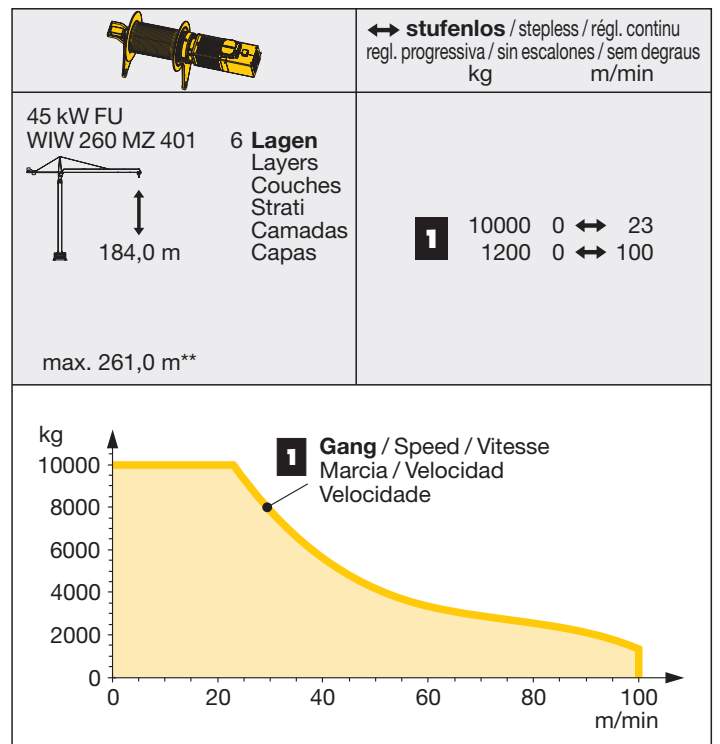 ↔ stufenlos / stepless / régl. continu
regl. progressiva / sin escalones / sem degraus
kg m/min
45 kW FU
WIW 260 MZ 401 6 Lagen
Layers
Couches
Strati
Camadas
184,0 m Capas
max. 261,0 m**
1 10000 0 ↔ 23
1200 0 ↔ 100
kg
1 Gang / Speed / Vitesse
Marcia / Velocidad
Velocidade
10000
8000
6000
4000
2000
0
0 20 40 60 80 100
m/min